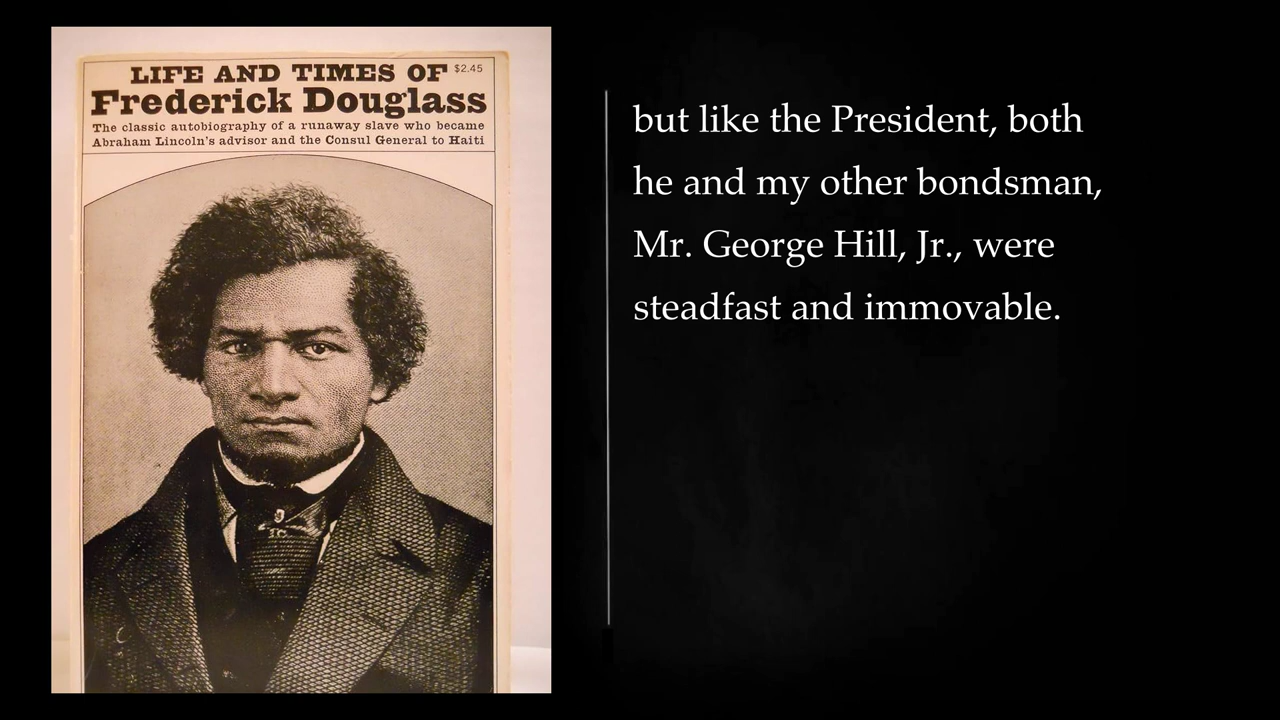 LIFE AND TIMES OF $2.45
Frederick Douglass
The classic autobiography of a runaway slave who became
Abraham Lincoln's advisor and the Consul General to Haiti
but like the President, both
he and my other bondsman,
Mr. George Hill, Jr., were
steadfast and immovable.